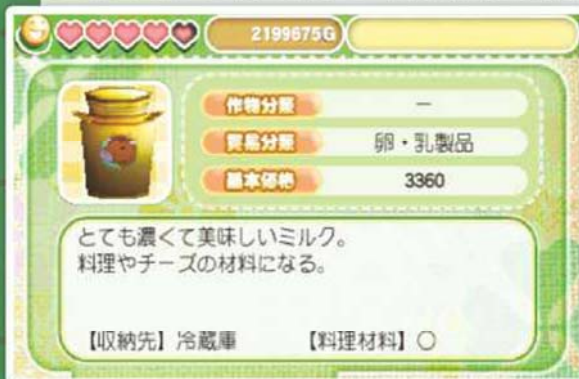 2199675G
作物分類 —
貿易分類 卵・乳製品
基本価格 3360
とても濃くて美味しいミルク。
料理やチーズの材料になる。
【収納先】冷蔵庫 【料理材料】○